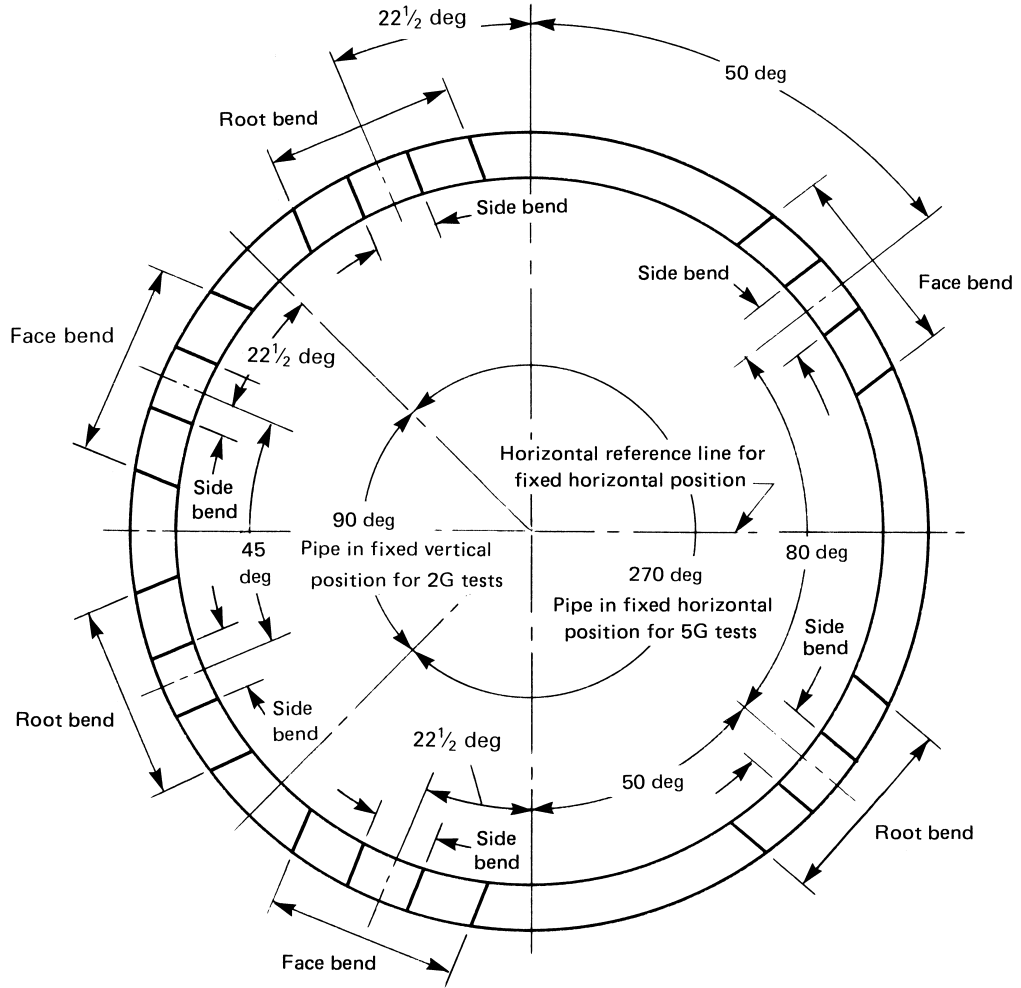 22½ deg
50 deg
Root bend
Side bend
Side bend
Face bend
Face bend
22½ deg
Horizontal reference line for
fixed horizontal position
Side
bend
90 deg
Pipe in fixed vertical
position for 2G tests
45
deg
80 deg
270 deg
Pipe in fixed horizontal
position for 5G tests
Side
bend
Root bend
Side
bend
22½ deg
50 deg
Side
bend
Root bend
Face bend